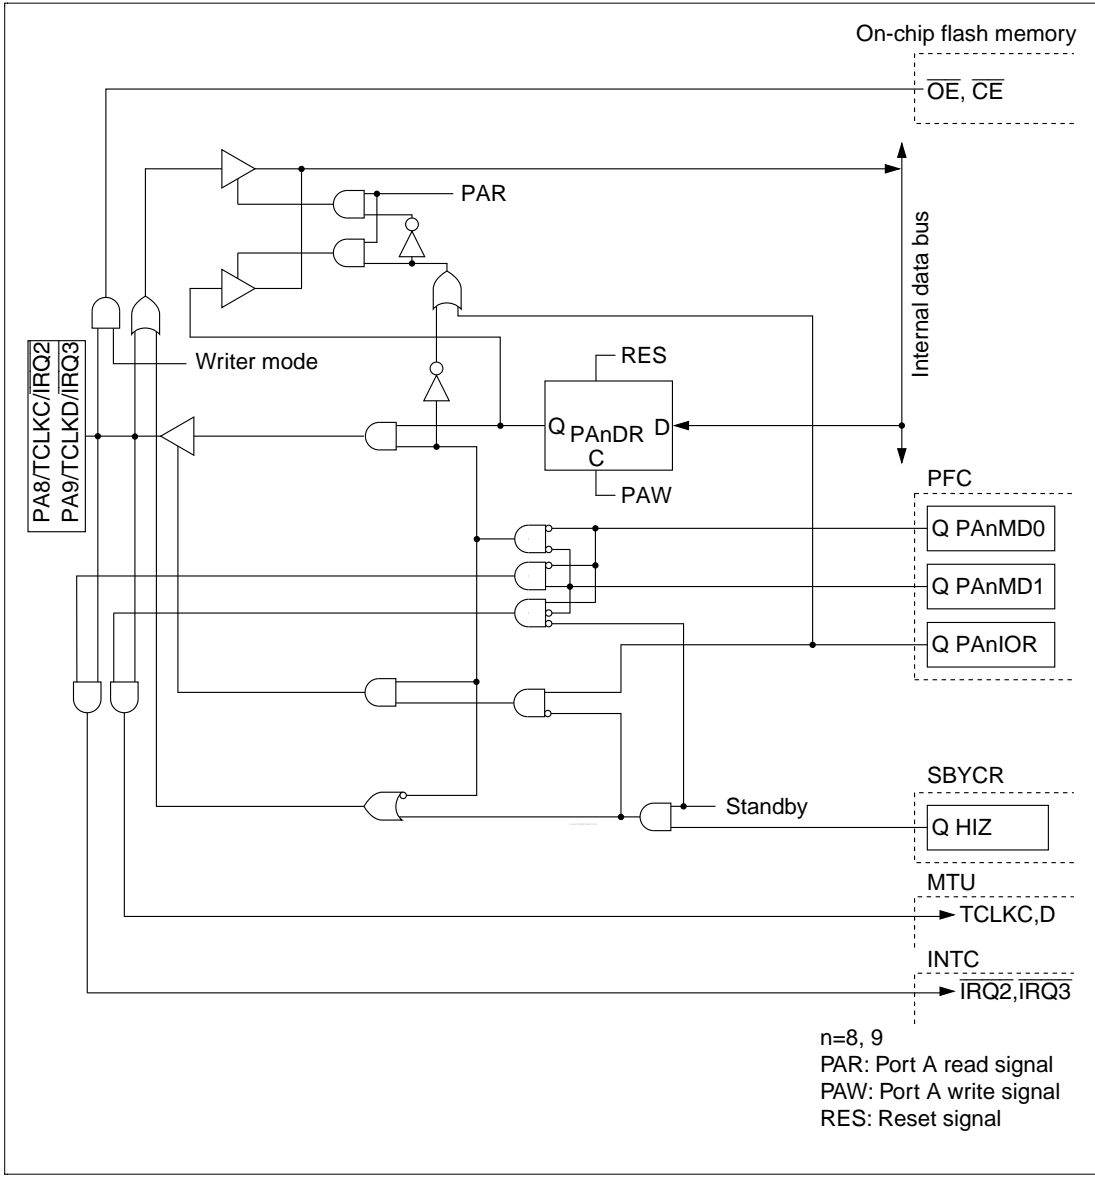 On-chip flash memory
OE, CE
PAR
Internal data bus
Writer mode
RES
PA8/TCLKC/IRQ2
PA9/TCLKD/IRQ3
Q PAnDR D
C
PAW
PFC
Q PAnMD0
Q PAnMD1
Q PAnIOR
SBYCR
Standby
Q HIZ
MTU
TCLKC,D
INTC
IRQ2,IRQ3
n=8, 9
PAR: Port A read signal
PAW: Port A write signal
RES: Reset signal